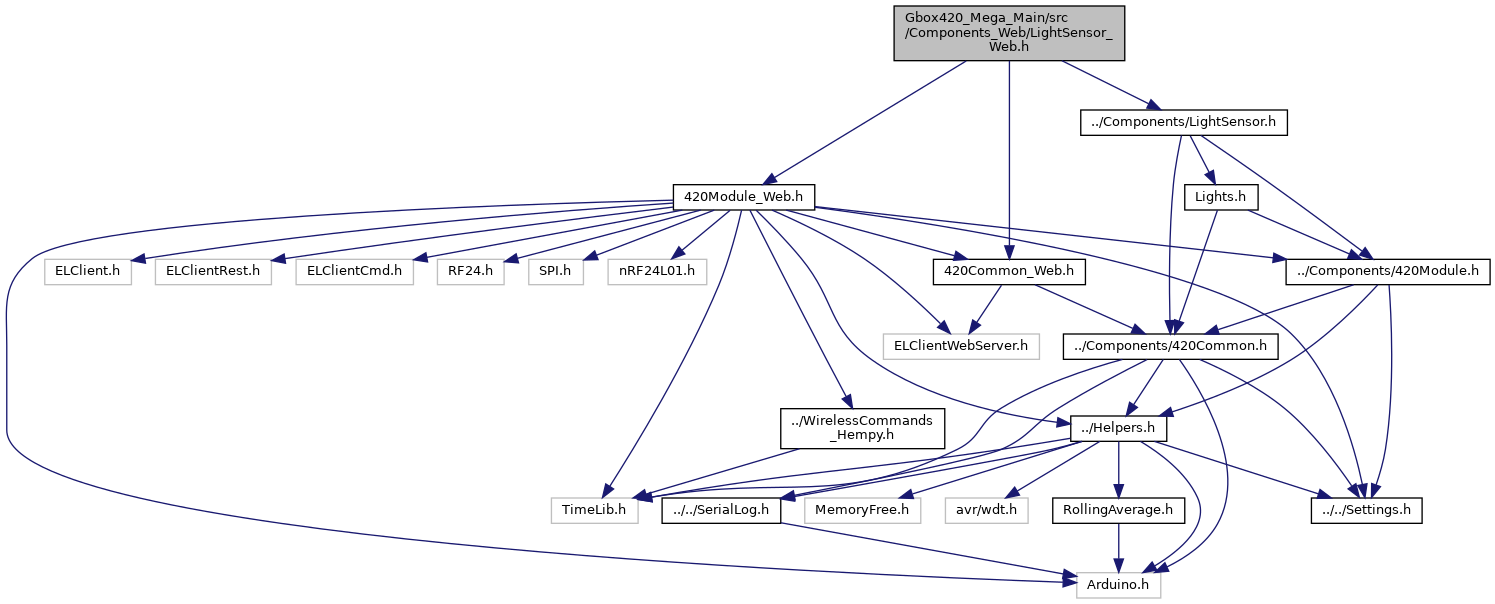 Gbox420_Mega_Main/src
/Components_Web/LightSensor_
Web.h
../Components/LightSensor.h
420Module_Web.h
Lights.h
ELClient.h
ELClientRest.h
ELClientCmd.h
RF24.h
SPI.h
nRF24L01.h
420Common_Web.h
../Components/420Module.h
ELClientWebServer.h
../Components/420Common.h
../WirelessCommands
_Hempy.h
../Helpers.h
TimeLib.h
../../SerialLog.h
MemoryFree.h
avr/wdt.h
RollingAverage.h
../../Settings.h
Arduino.h